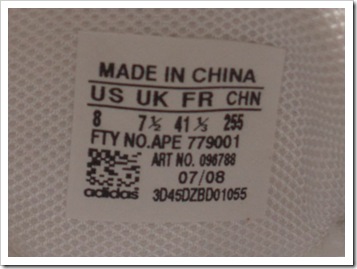 MADE IN CHINA
US UK FR CHN
8 7½ 41⅓ 255
FTY NO.APE 779001
ART NO. 096788
07/08
adidas 3D45DZBD01055